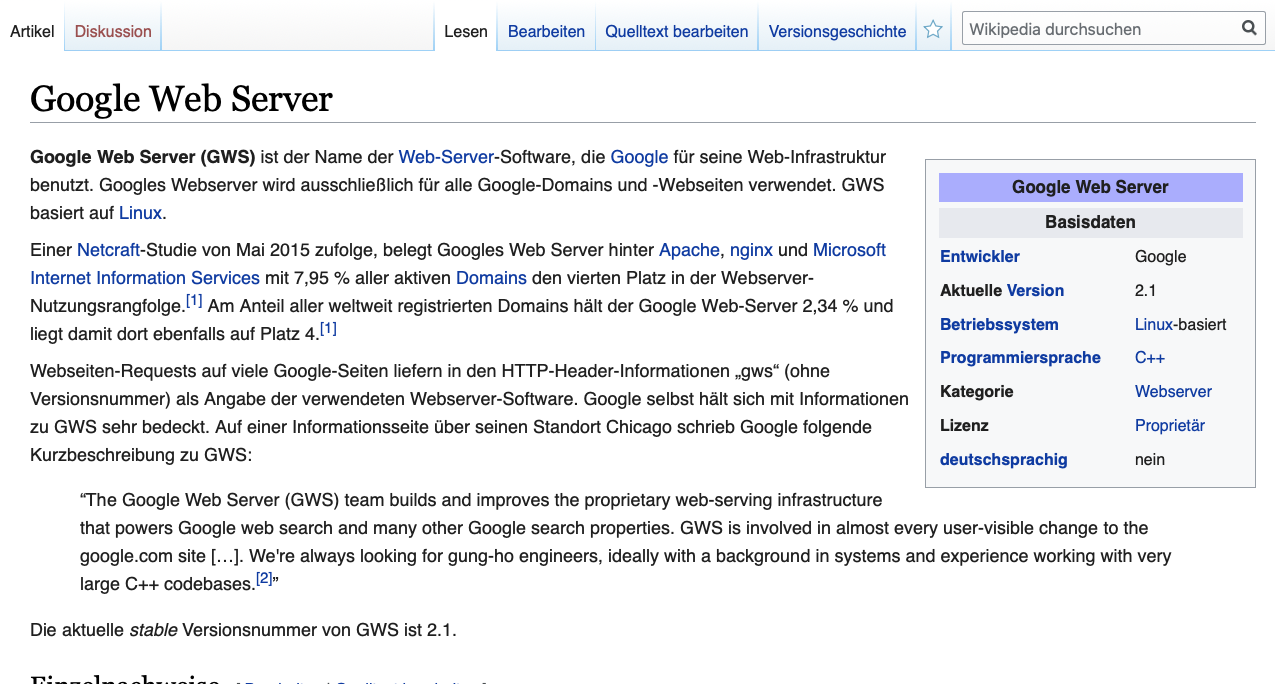 Artikel Diskussion Lesen Bearbeiten Quelltext bearbeiten Versionsgeschichte Wikipedia durchsuchen
Google Web Server
Google Web Server (GWS) ist der Name der Web-Server-Software, die Google für seine Web-Infrastruktur
benutzt. Googles Webserver wird ausschließlich für alle Google-Domains und -Webseiten verwendet. GWS
basiert auf Linux.
Einer Netcraft-Studie von Mai 2015 zufolge, belegt Googles Web Server hinter Apache, nginx und Microsoft
Internet Information Services mit 7,95 % aller aktiven Domains den vierten Platz in der Webserver-
Nutzungsrangfolge.[1] Am Anteil aller weltweit registrierten Domains hält der Google Web-Server 2,34 % und
liegt damit dort ebenfalls auf Platz 4.[1]
Webseiten-Requests auf viele Google-Seiten liefern in den HTTP-Header-Informationen „gws“ (ohne
Versionsnummer) als Angabe der verwendeten Webserver-Software. Google selbst hält sich mit Informationen
zu GWS sehr bedeckt. Auf einer Informationsseite über seinen Standort Chicago schrieb Google folgende
Kurzbeschreibung zu GWS:
Google Web Server
Basisdaten
Entwickler Google
Aktuelle Version 2.1
Betriebssystem Linux-basiert
Programmiersprache C++
Kategorie Webserver
Lizenz Proprietär
deutschsprachig nein
“The Google Web Server (GWS) team builds and improves the proprietary web-serving infrastructure
that powers Google web search and many other Google search properties. GWS is involved in almost every user-visible change to the
google.com site […]. We're always looking for gung-ho engineers, ideally with a background in systems and experience working with very
large C++ codebases.[2]”
Die aktuelle stable Versionsnummer von GWS ist 2.1.
Einzelnachweise